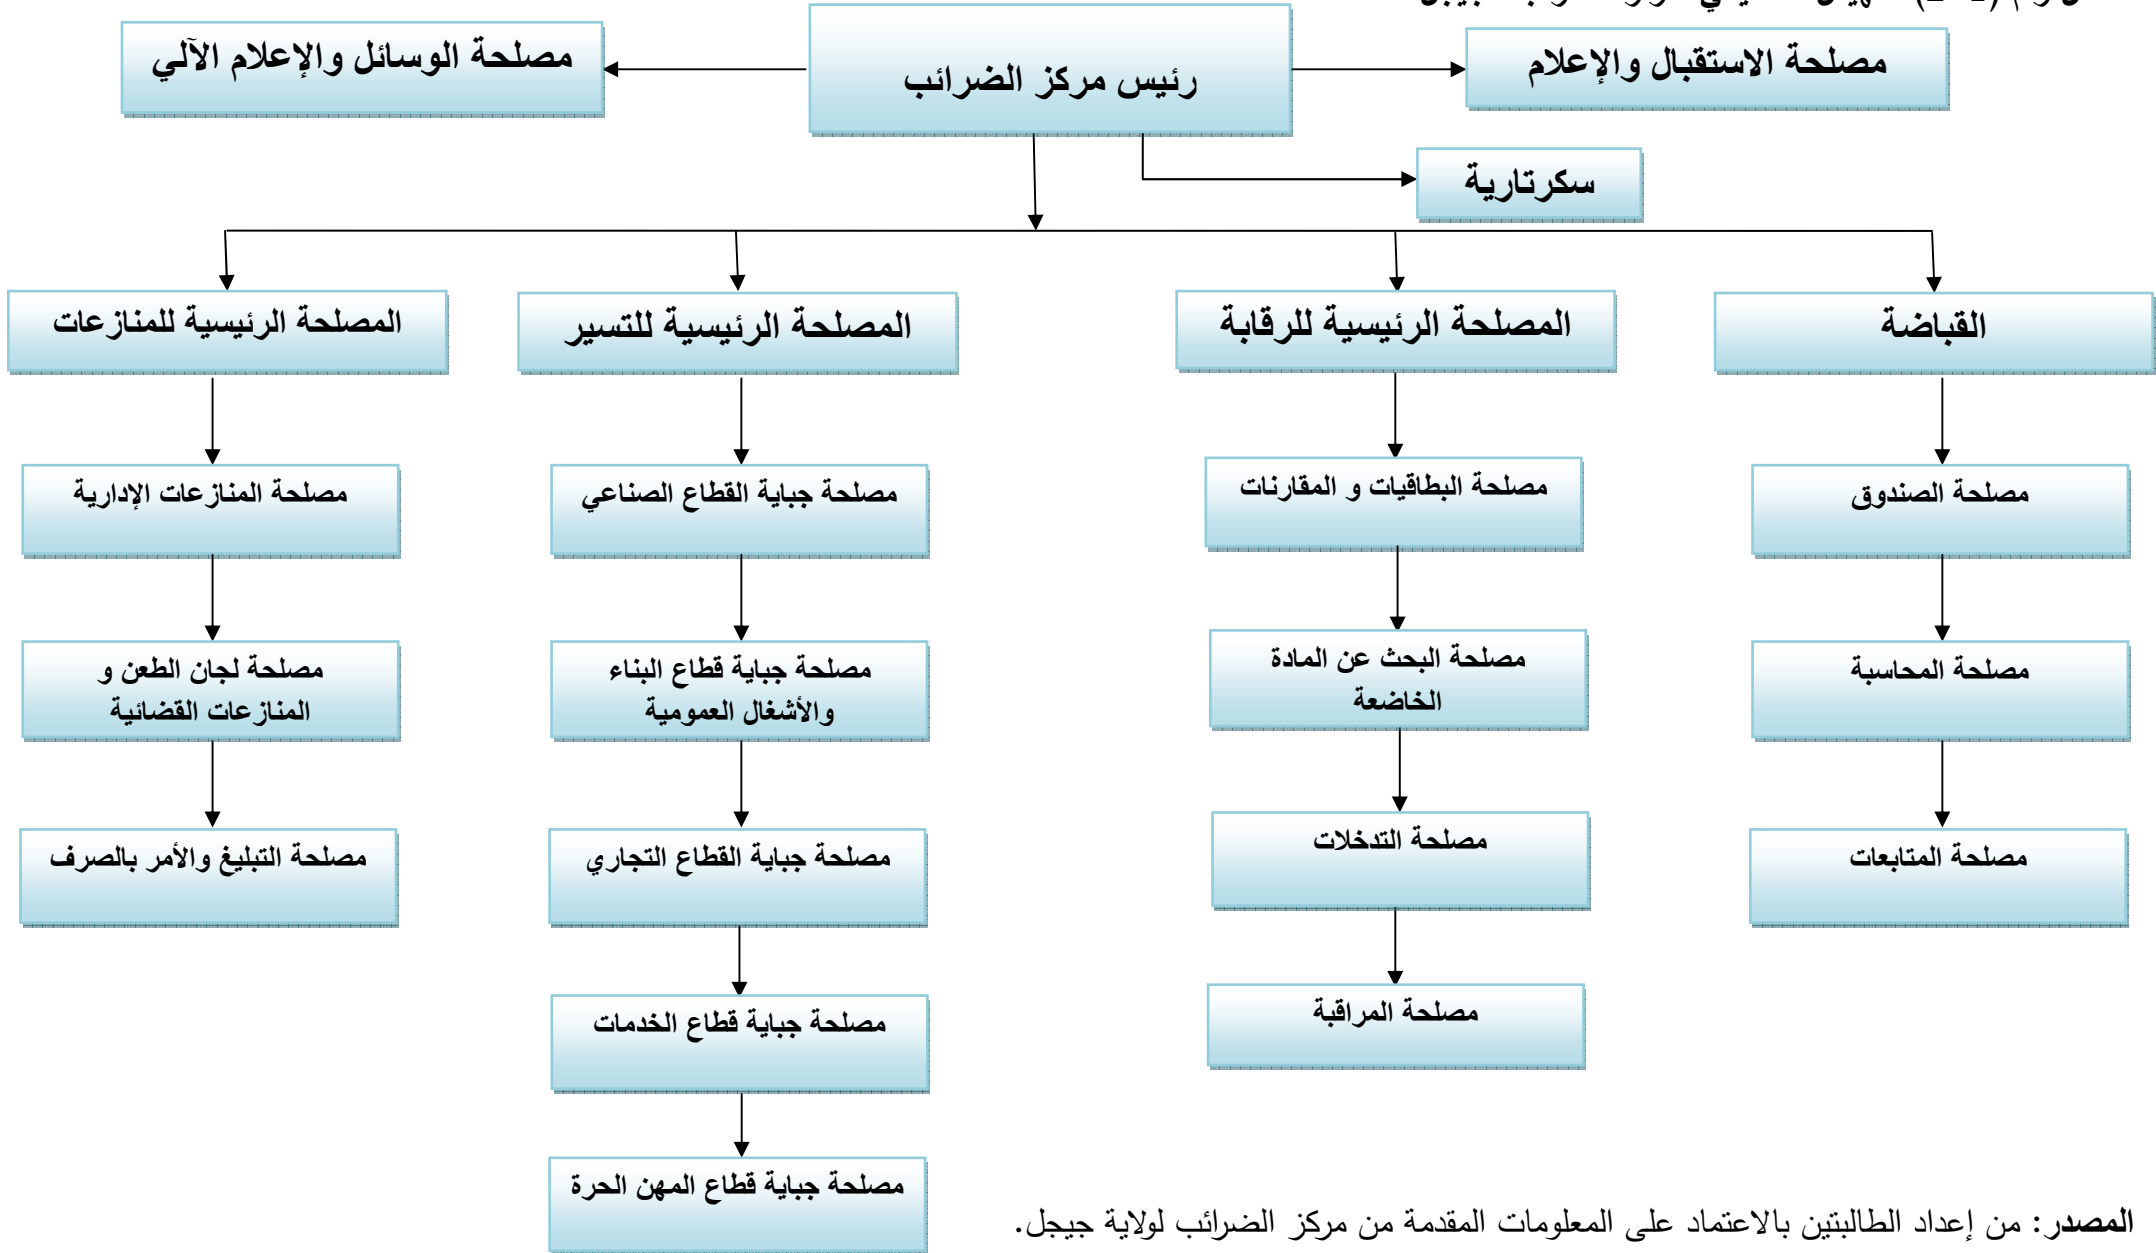 مصلحة الاستقبال والإعلام
رئيس مركز الضرائب
مصلحة الوسائل والإعلام الآلي
سكرتارية
القباضة
المصلحة الرئيسية للرقابة
المصلحة الرئيسية للتسير
المصلحة الرئيسية للمنازعات
مصلحة الصندوق
مصلحة البطاقيات و المقارنات
مصلحة جباية القطاع الصناعي
مصلحة المنازعات الإدارية
مصلحة المحاسبة
مصلحة البحث عن المادة
الخاضعة
مصلحة جباية قطاع البناء
والأشغال العمومية
مصلحة لجان الطعن و
المنازعات القضائية
مصلحة المتابعات
مصلحة التدخلات
مصلحة جباية القطاع التجاري
مصلحة التبليغ والأمر بالصرف
مصلحة المراقبة
مصلحة جباية قطاع الخدمات
مصلحة جباية قطاع المهن الحرة
المصدر: من إعداد الطالبتين بالاعتماد على المعلومات المقدمة من مركز الضرائب لولاية جيجل.